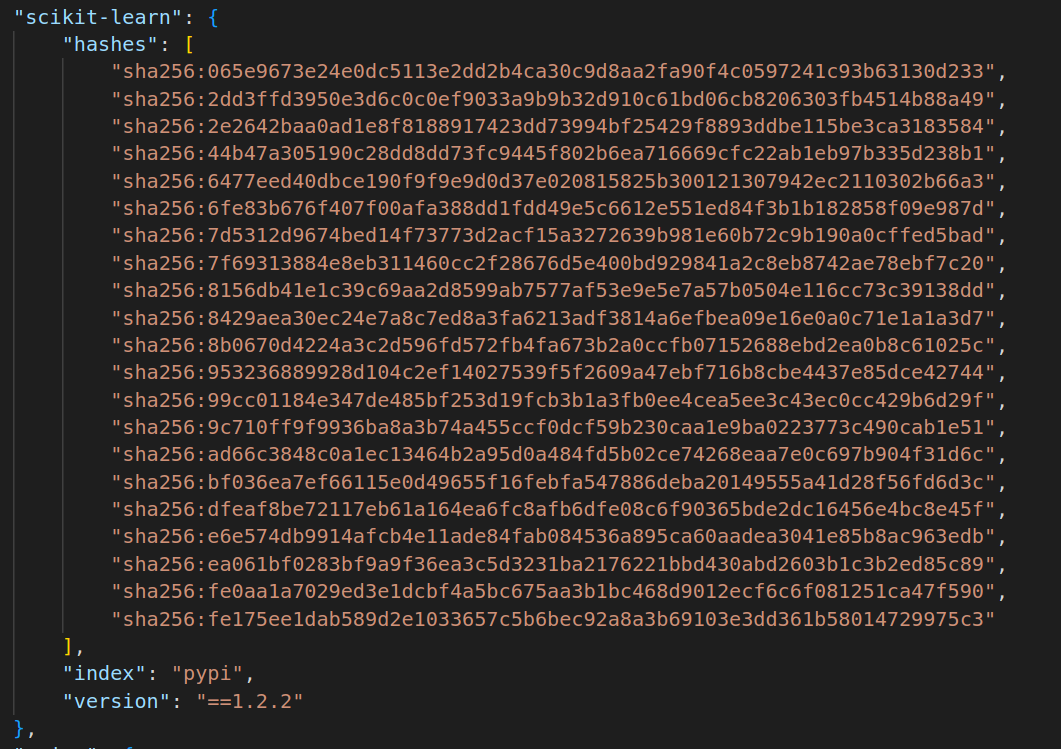 "scikit-learn": {
"hashes": [
"sha256:065e9673e24e0dc5113e2dd2b4ca30c9d8aa2fa90f4c0597241c93b63130d233",
"sha256:2dd3ffd3950e3d6c0c0ef9033a9b9b32d910c61bd06cb8206303fb4514b88a49",
"sha256:2e2642baa0ad1e8f8188917423dd73994bf25429f8893ddbe115be3ca3183584",
"sha256:44b47a305190c28dd8dd73fc9445f802b6ea716669cfc22ab1eb97b335d238b1",
"sha256:6477eed40dbce190f9f9e9d0d37e020815825b300121307942ec2110302b66a3",
"sha256:6fe83b676f407f00afa388dd1fdd49e5c6612e551ed84f3b1b182858f09e987d",
"sha256:7d5312d9674bed14f73773d2acf15a3272639b981e60b72c9b190a0cffed5bad",
"sha256:7f69313884e8eb311460cc2f28676d5e400bd929841a2c8eb8742ae78ebf7c20",
"sha256:8156db41e1c39c69aa2d8599ab7577af53e9e5e7a57b0504e116cc73c39138dd",
"sha256:8429aea30ec24e7a8c7ed8a3fa6213adf3814a6efbea09e16e0a0c71e1a1a3d7",
"sha256:8b0670d4224a3c2d596fd572fb4fa673b2a0ccfb07152688ebd2ea0b8c61025c",
"sha256:953236889928d104c2ef14027539f5f2609a47ebf716b8cbe4437e85dce42744",
"sha256:99cc01184e347de485bf253d19fcb3b1a3fb0ee4cea5ee3c43ec0cc429b6d29f",
"sha256:9c710ff9f9936ba8a3b74a455ccf0dcf59b230caa1e9ba0223773c490cab1e51",
"sha256:ad66c3848c0a1ec13464b2a95d0a484fd5b02ce74268eaa7e0c697b904f31d6c",
"sha256:bf036ea7ef66115e0d49655f16febfa547886deba20149555a41d28f56fd6d3c",
"sha256:dfeaf8be72117eb61a164ea6fc8afb6dfe08c6f90365bde2dc16456e4bc8e45f",
"sha256:e6e574db9914afcb4e11ade84fab084536a895ca60aadea3041e85b8ac963edb",
"sha256:ea061bf0283bf9a9f36ea3c5d3231ba2176221bbd430abd2603b1c3b2ed85c89",
"sha256:fe0aa1a7029ed3e1dcbf4a5bc675aa3b1bc468d9012ecf6c6f081251ca47f590",
"sha256:fe175ee1dab589d2e1033657c5b6bec92a8a3b69103e3dd361b58014729975c3"
],
"index": "pypi",
"version": "==1.2.2"
},